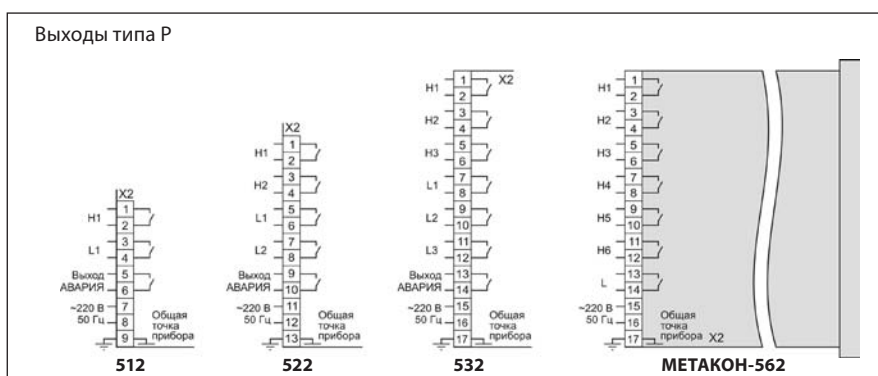 Выходы типа Р
X2
H1
1
2
L1
3
4
Выход
АВАРИЯ
5
6
~220 В
50 Гц
7
8
9
Общая
точка
прибора
512
X2
H1
1
2
H2
3
4
L1
5
6
L2
7
8
Выход
АВАРИЯ
9
10
~220 В
50 Гц
11
12
13
Общая
точка
прибора
522
X2
H1
1
2
H2
3
4
H3
5
6
L1
7
8
L2
9
10
L3
11
12
Выход
АВАРИЯ
13
14
~220 В
50 Гц
15
16
17
Общая
точка
прибора
532
H1
1
2
H2
3
4
H3
5
6
H4
7
8
H5
9
10
H6
11
12
L
13
14
~220 В
50 Гц
15
16
17
Общая
точка
прибора X2
МЕТАКОН-562